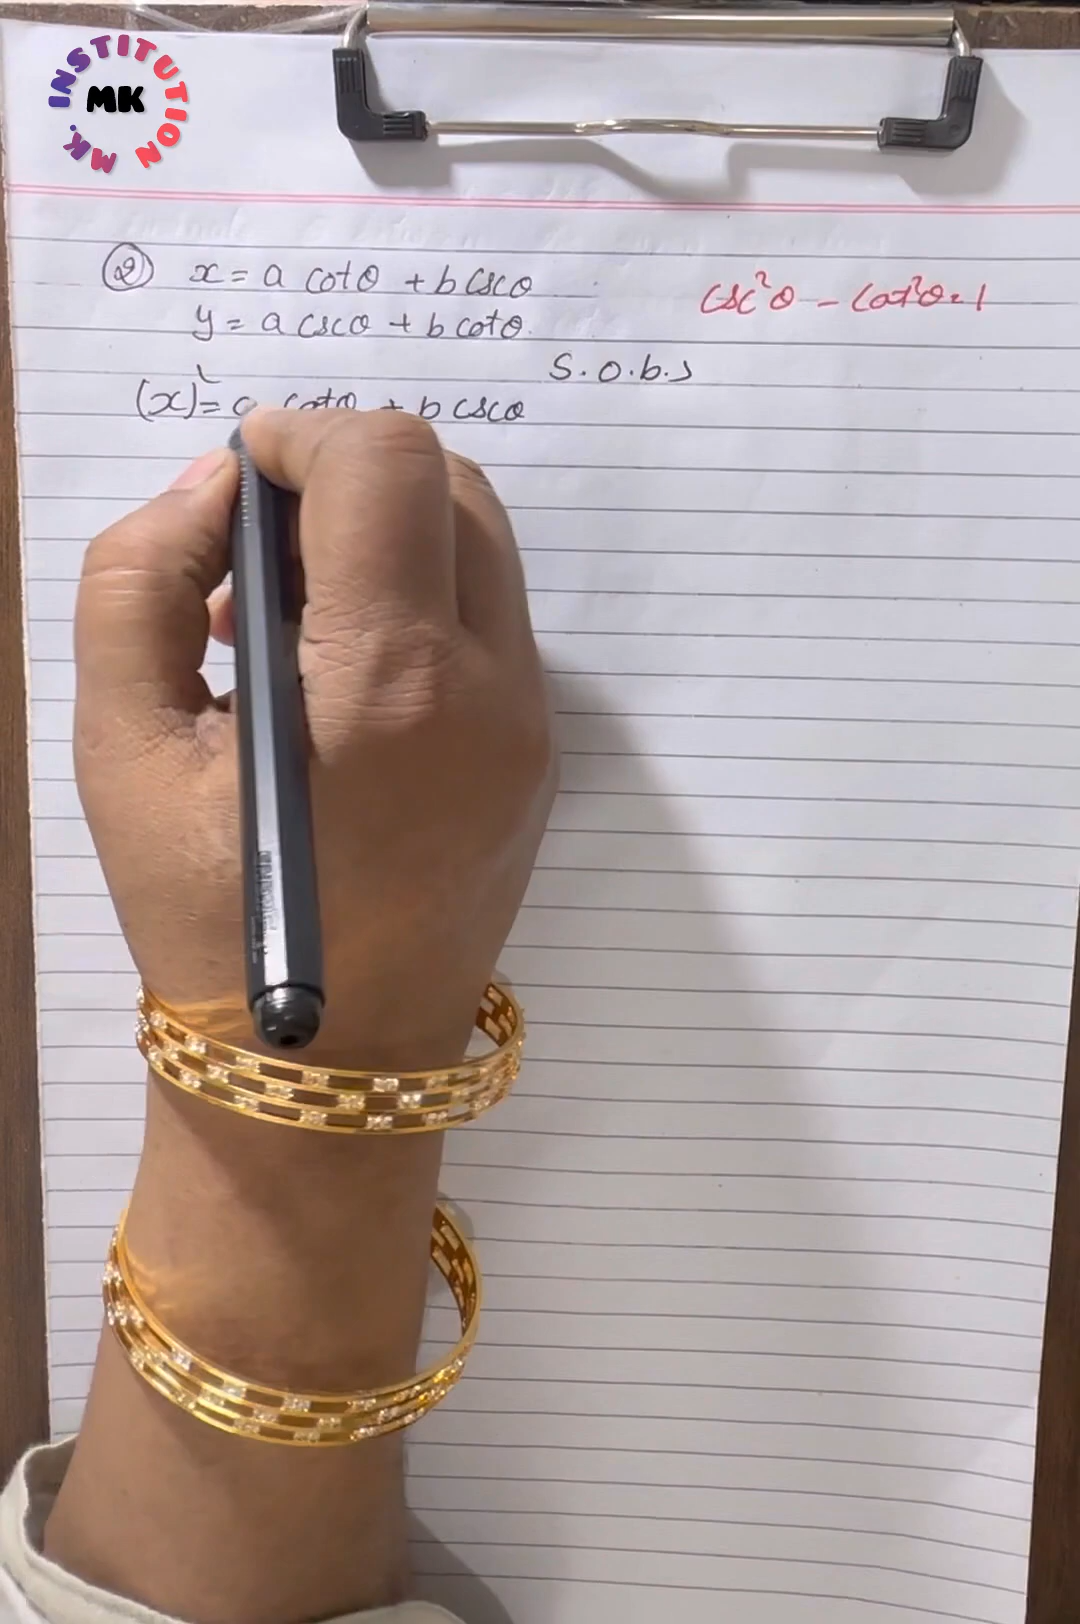 MK. INSTITUTION
MK
② x = a cotθ + b cscθ
csc²θ - cot²θ = 1
y = a cscθ + b cotθ.
S.O.b.s
(x)² = a cotθ + b cscθ